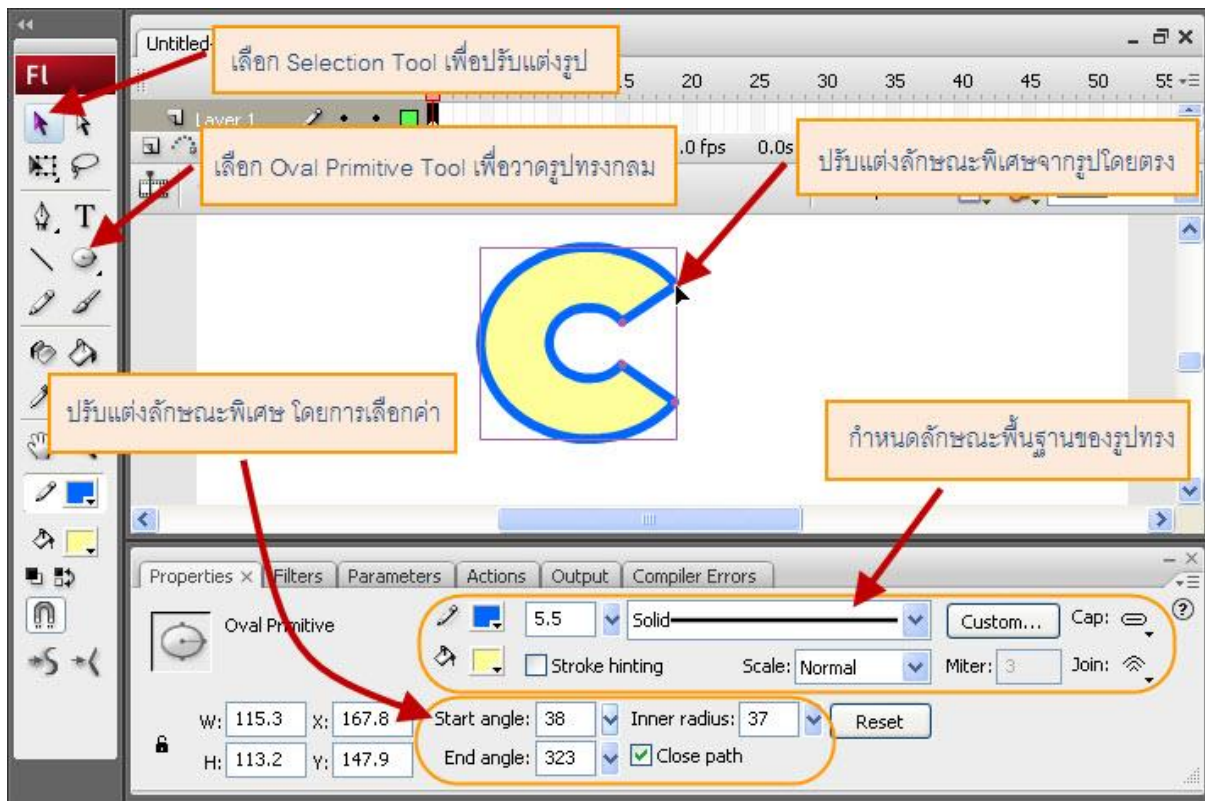 Untitled-
เลือก Selection Tool เพื่อปรับแต่งรูป
Fl
20 25 30 35 40 45 50
Layer 1
.0 fps 0.0s
เลือก Oval Primitive Tool เพื่อวาดรูปทรงกลม
ปรับแต่งลักษณะพิเศษจากรูปโดยตรง
T
ปรับแต่งลักษณะพิเศษ โดยการเลือกค่า
กำหนดลักษณะพื้นฐานของรูปทรง
Properties × Filters Parameters Actions Output Compiler Errors
Oval Primitive
5.5 Solid Custom... Cap:
Stroke hinting Scale: Normal Miter: 3 Join:
W: 115.3 X: 167.8 Start angle: 38 Inner radius: 37 Reset
H: 113.2 Y: 147.9 End angle: 323 Close path